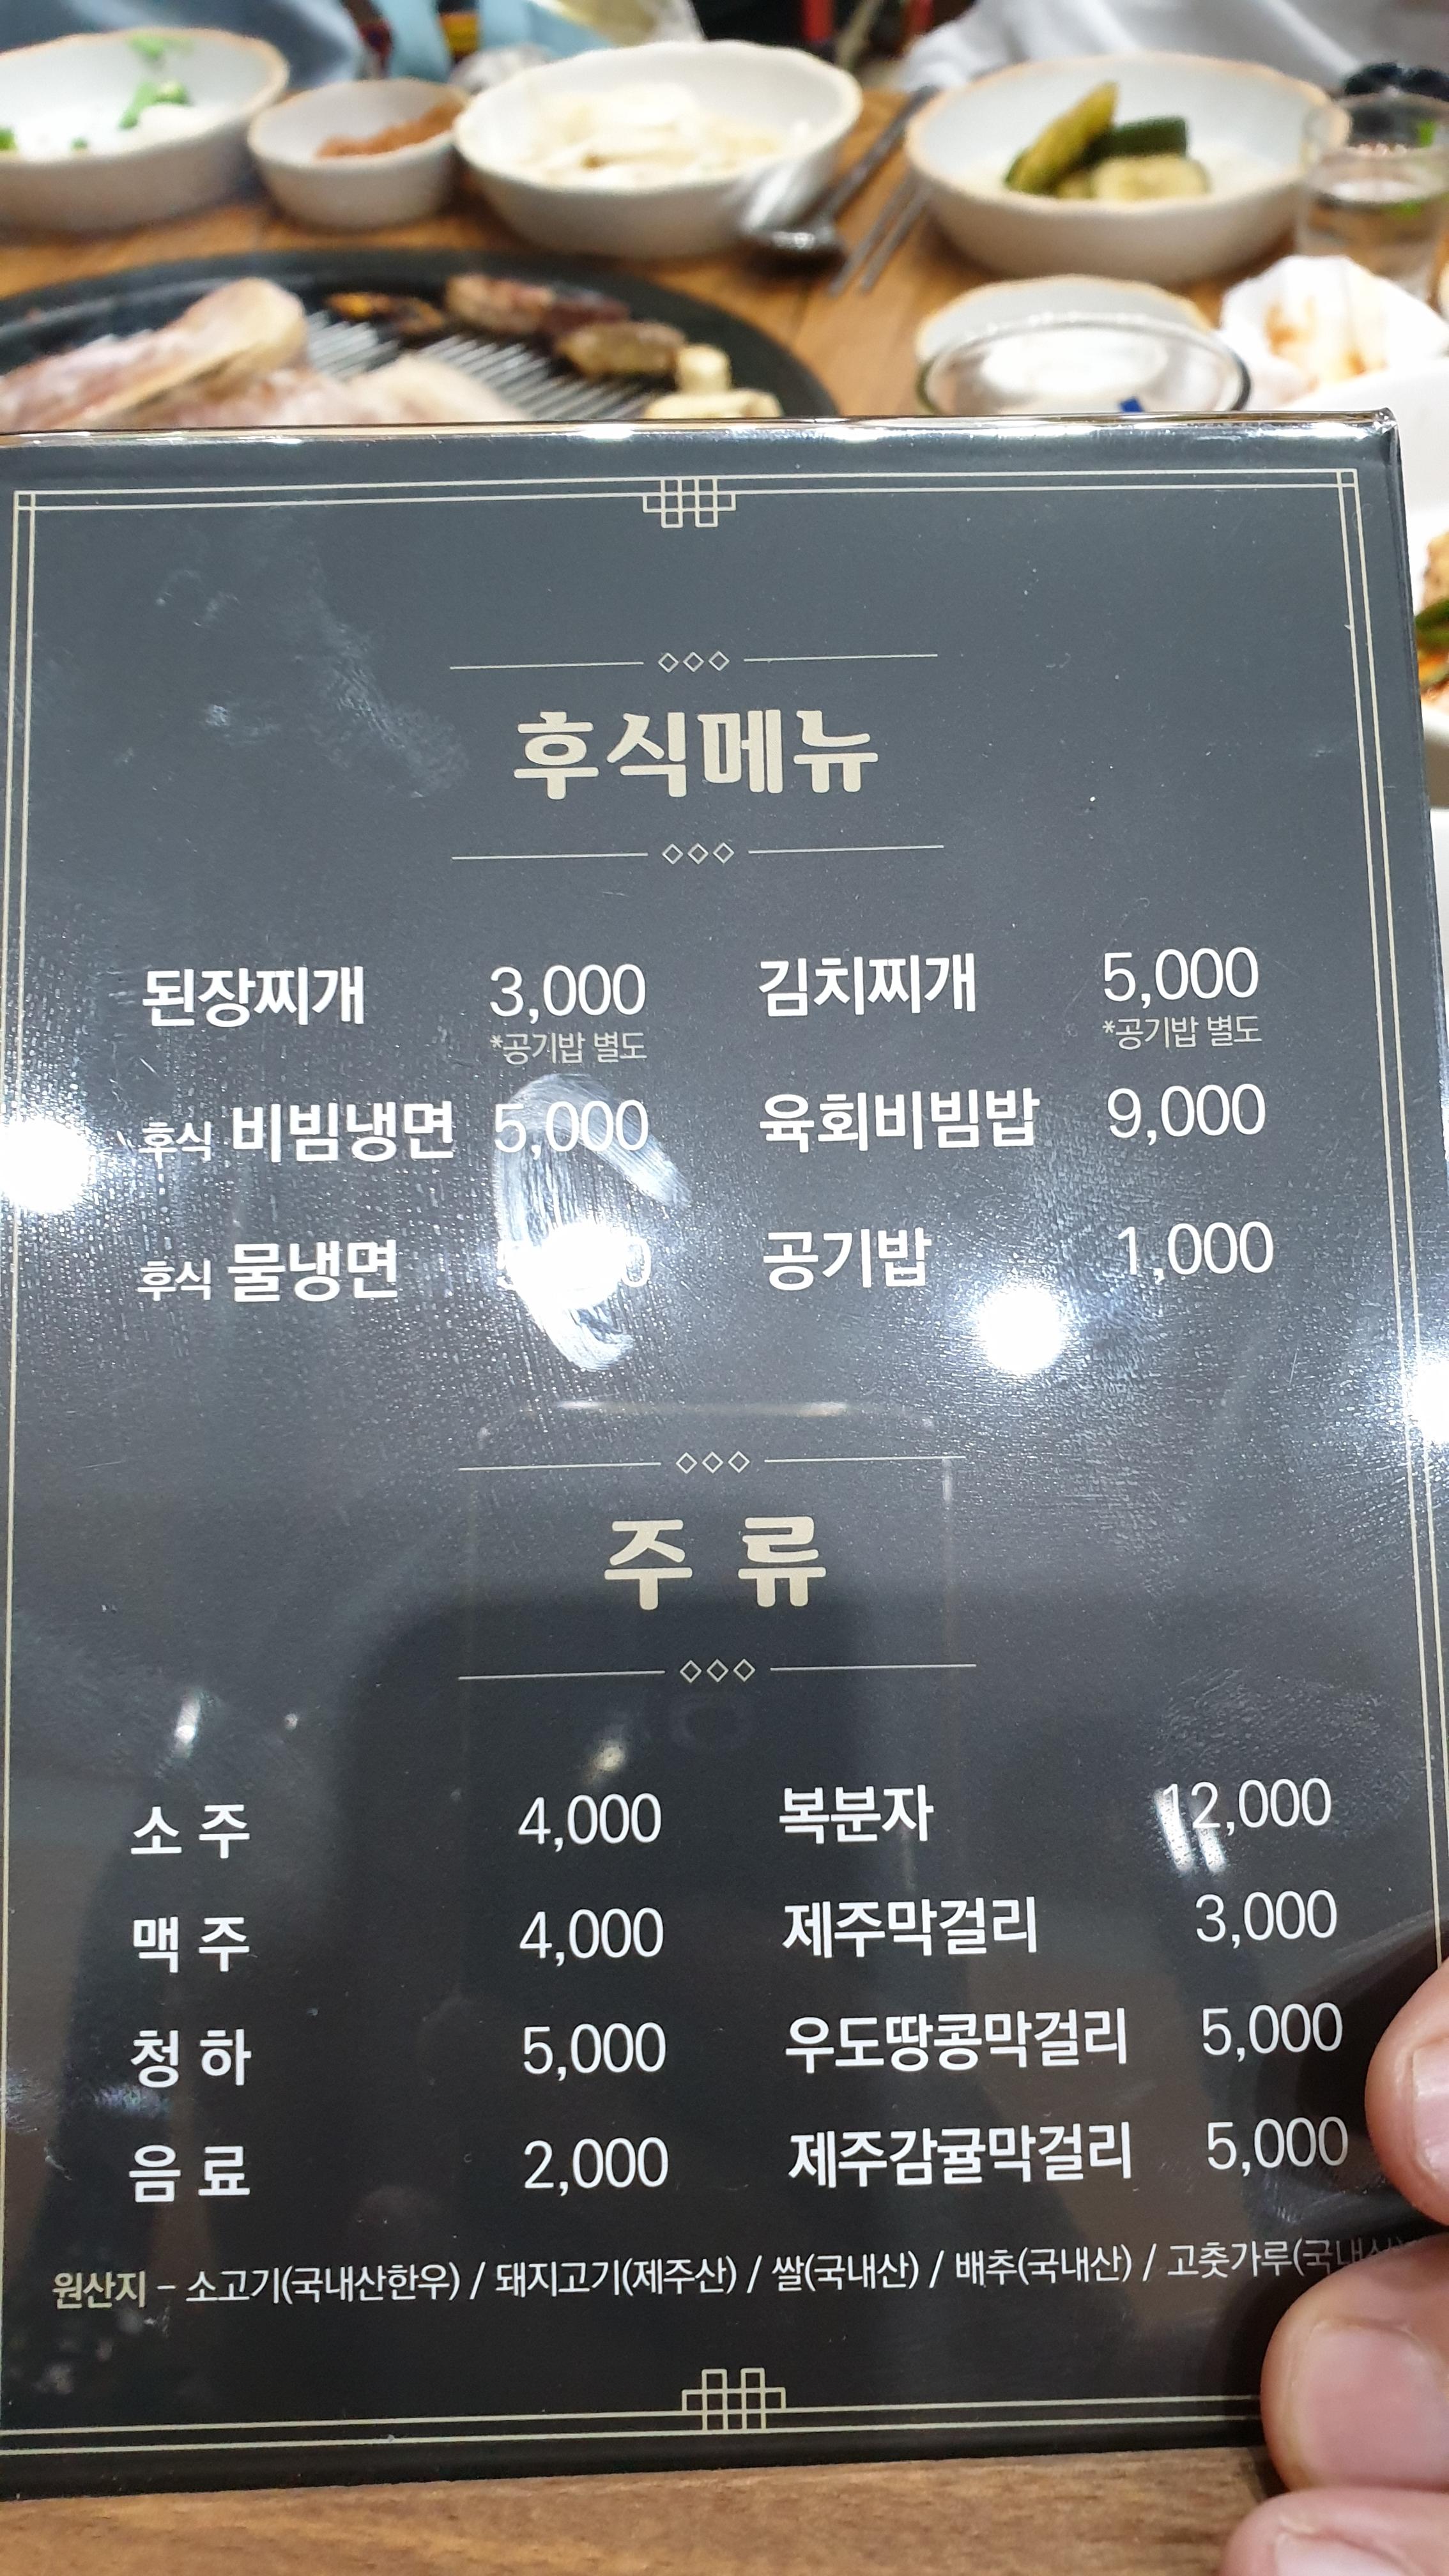 후식메뉴
된장찌개 3,000 김치찌개 5,000
*공기밥 별도 *공기밥 별도
후식 비빔냉면 5,000 육회비빔밥 9,000
후식 물냉면 공기밥 1,000
주 류
소 주 4,000 복분자 12,000
맥 주 4,000 제주막걸리 3,000
청 하 5,000 우도땅콩막걸리 5,000
음 료 2,000 제주감귤막걸리 5,000
원산지 - 소고기(국내산한우) / 돼지고기(제주산) / 쌀(국내산) / 배추(국내산) / 고춧가루(국내산)